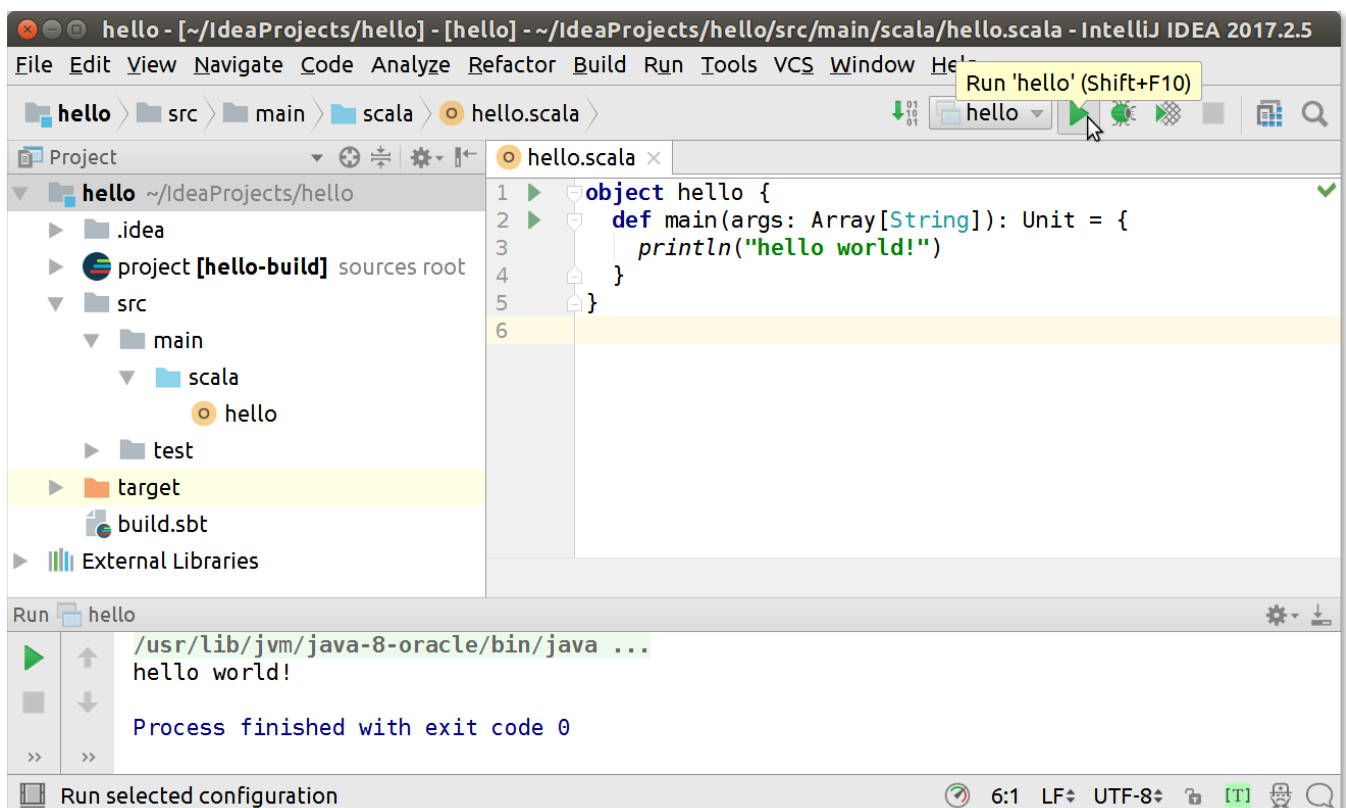 hello - [~/IdeaProjects/hello] - [hello] - ~/IdeaProjects/hello/src/main/scala/hello.scala - IntelliJ IDEA 2017.2.5
File Edit View Navigate Code Analyze Refactor Build Run Tools VCS Window
Run 'hello' (Shift+F10)
hello src main scala hello.scala hello
Project
hello.scala
hello ~/IdeaProjects/hello
.idea
project [hello-build] sources root
src
main
scala
hello
test
target
build.sbt
External Libraries
1 object hello {
2 def main(args: Array[String]): Unit = {
3 println("hello world!")
4 }
5 }
6
Run hello
/usr/lib/jvm/java-8-oracle/bin/java ...
hello world!
Process finished with exit code 0
Run selected configuration 6:1 LF UTF-8 [T]